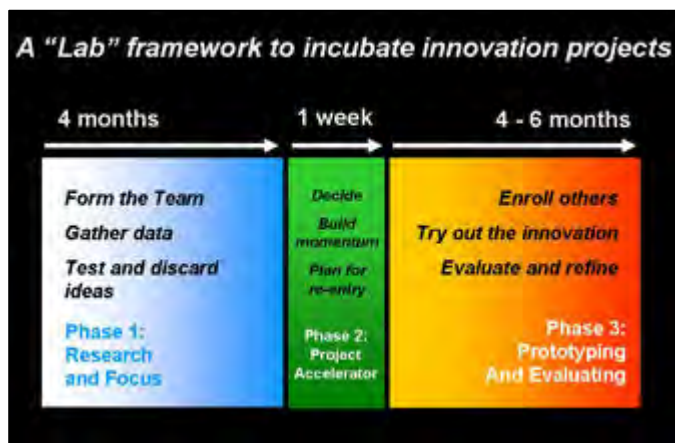 A “Lab” framework to incubate innovation projects
4 months
1 week
4 - 6 months
Form the Team
Gather data
Test and discard
ideas
Phase 1:
Research
and Focus
Decide
Build
momentum
Plan for
re-entry
Phase 2:
Project
Accelerator
Enroll others
Try out the innovation
Evaluate and refine
Phase 3:
Prototyping
And Evaluating